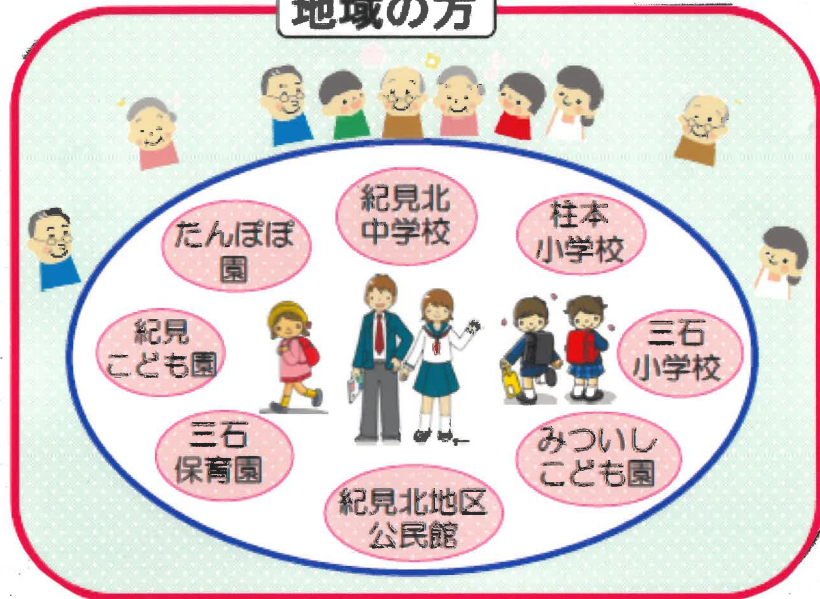 地域の方
紀見北
中学校
たんぽぽ
園
柱本
小学校
紀見
こども園
三石
小学校
三石
保育園
みついし
こども園
紀見北地区
公民館